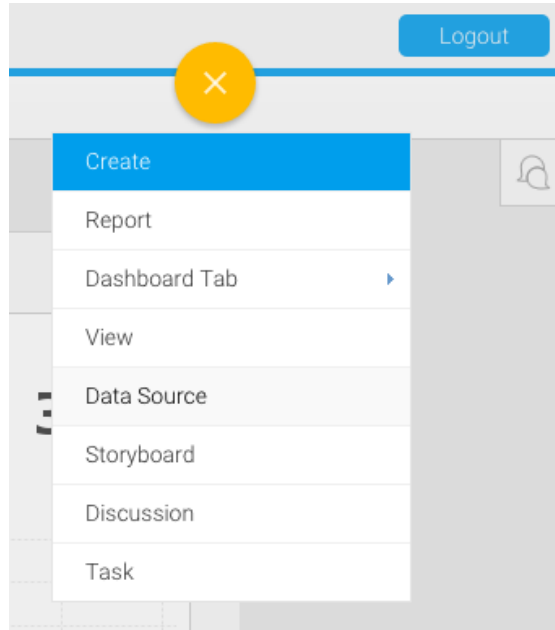 Logout
Create
Report
Dashboard Tab
View
Data Source
Storyboard
Discussion
Task